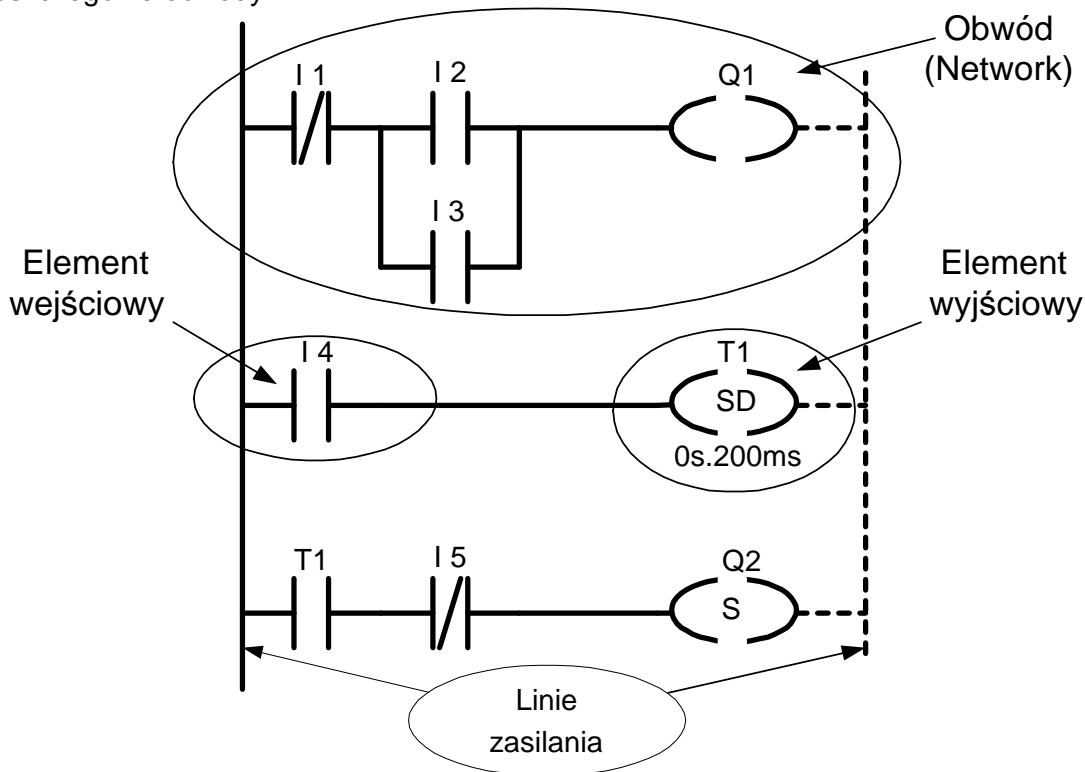 Obwód
(Network)
I 1
I 2
Q1
I 3
Element
wejściowy
Element
wyjściowy
I 4
T1
SD
0s.200ms
T1
I 5
Q2
S
Linie
zasilania